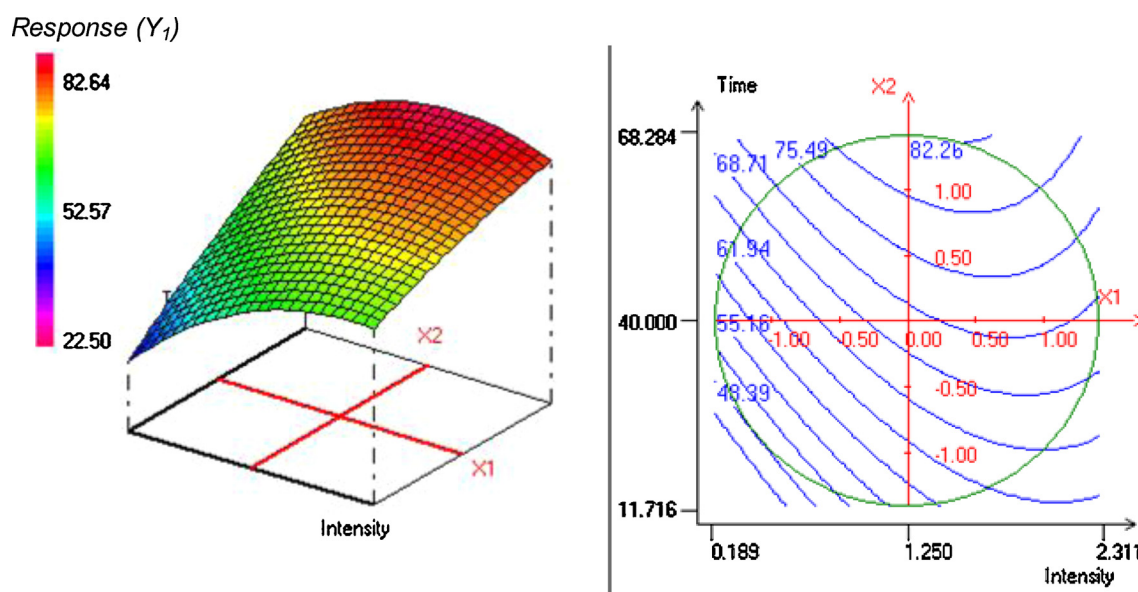 Response (Y1)
82.64
52.57
22.50
T
X2
X1
Intensity
Time
X2
68.284
75.49
82.26
68.71
1.00
61.94
0.50
X1
40.000
55.16
-1.00
-0.50
0.50
1.00
48.39
-0.50
-1.00
11.716
0.189
1.250
2.311
Intensity